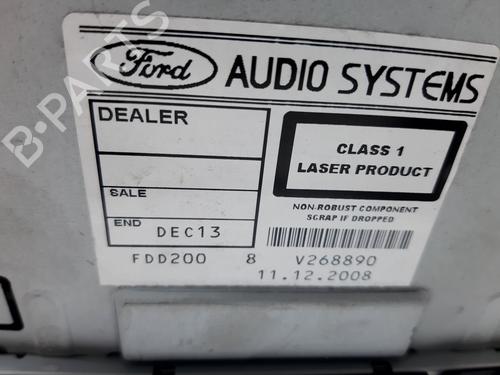 Ford AUDIO SYSTEMS
DEALER
CLASS 1
LASER PRODUCT
SALE
NON-ROBUST COMPONENT
SCRAP IF DROPPED
END DEC13
FDD200 8 V268890
11.12.2008
B-PARTS